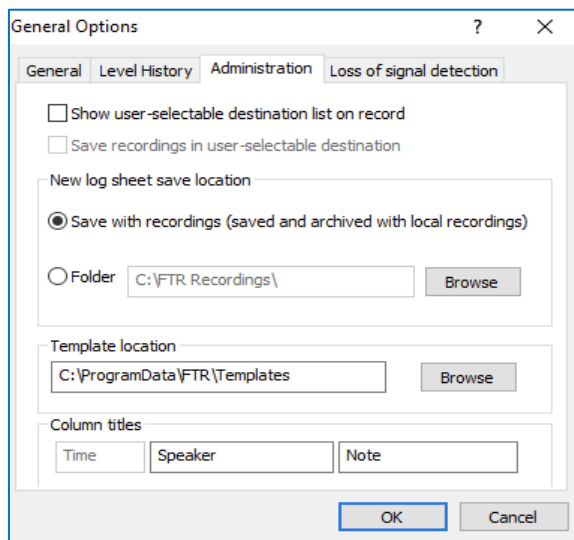 General Options ?
General Level History Administration Loss of signal detection
Show user-selectable destination list on record
Save recordings in user-selectable destination
New log sheet save location
Save with recordings (saved and archived with local recordings)
Folder C:\FTR Recordings\ Browse
Template location
C:\ProgramData\FTR\Templates Browse
Column titles
Time Speaker Note
OK Cancel